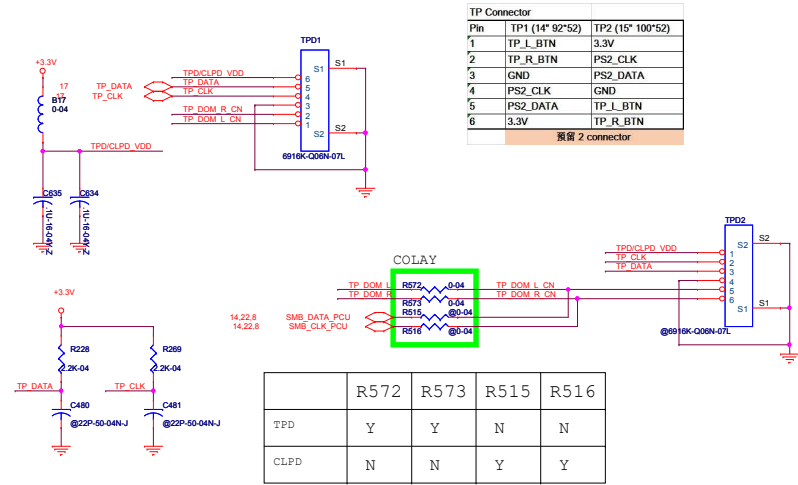 TP Connector
Pin TP1 (14" 92*52) TP2 (15" 100*52)
1 TP_L_BTN 3.3V
2 TP_R_BTN PS2_CLK
3 GND PS2_DATA
4 PS2_CLK GND
5 PS2_DATA TP_L_BTN
6 3.3V TP_R_BTN
預留 2 connector
TPD1
+3.3V
17 TP_DATA
17 TP_CLK
B17
0-04
TPD/CLPD_VDD
TP_DATA
TP_CLK
TP_DOM_R_CN
TP_DOM_L_CN
6
5
4
3
2
1
S1
S2
S1
S2
6916K-Q06N-07L
TPD/CLPD_VDD
C635
.1U-16-04Y-Z
C634
.1U-16-04Y-Z
TPD2
TPD/CLPD_VDD
TP_CLK
TP_DATA
1
2
3
4
5
6
S2
S1
S2
S1
@6916K-Q06N-07L
COLAY
TP_DOM_L R572 0-04 TP_DOM_L_CN
TP_DOM_R R573 0-04 TP_DOM_R_CN
14,22,8 SMB_DATA_PCU R515 @0-04
14,22,8 SMB_CLK_PCU R516 @0-04
+3.3V
R228
2.2K-04
R269
2.2K-04
TP_DATA
TP_CLK
C480
@22P-50-04N-J
C481
@22P-50-04N-J
R572 R573 R515 R516
TPD Y Y N N
CLPD N N Y Y